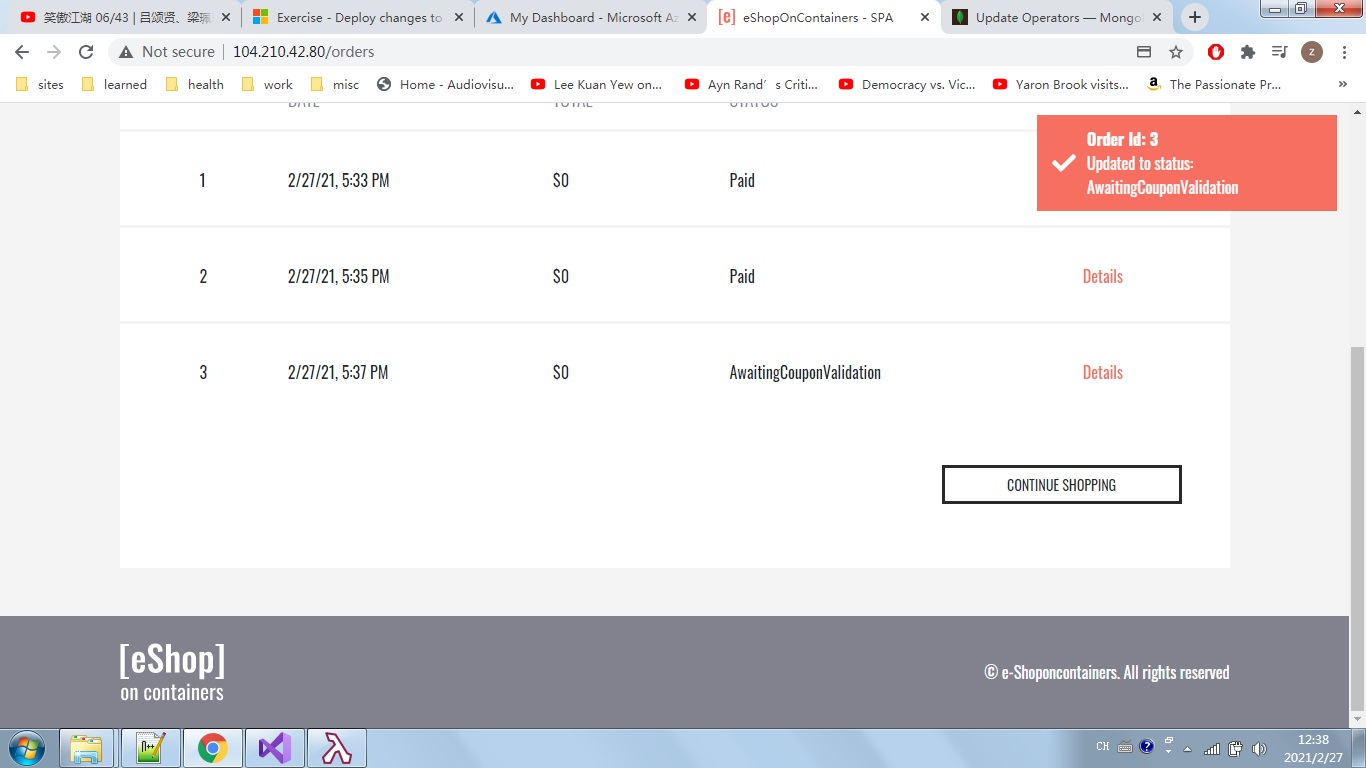 笑傲江湖 06/43 | 吕颂贤、梁
Exercise - Deploy changes to
My Dashboard - Microsoft Az
[e] eShopOnContainers - SPA
Update Operators — Mongo
Not secure | 104.210.42.80/orders
z
sites
learned
health
work
misc
Home - Audiovisu...
Lee Kuan Yew on...
Ayn Rand’s Criti...
Democracy vs. Vic...
Yaron Brook visits...
The Passionate Pr...
»
DATE TOTAL STATUS
Order Id: 3
Updated to status:
AwaitingCouponValidation
1 2/27/21, 5:33 PM $0 Paid
2 2/27/21, 5:35 PM $0 Paid Details
3 2/27/21, 5:37 PM $0 AwaitingCouponValidation Details
CONTINUE SHOPPING
[eShop]
on containers
© e-Shoponcontainers. All rights reserved
CH
12:38
2021/2/27